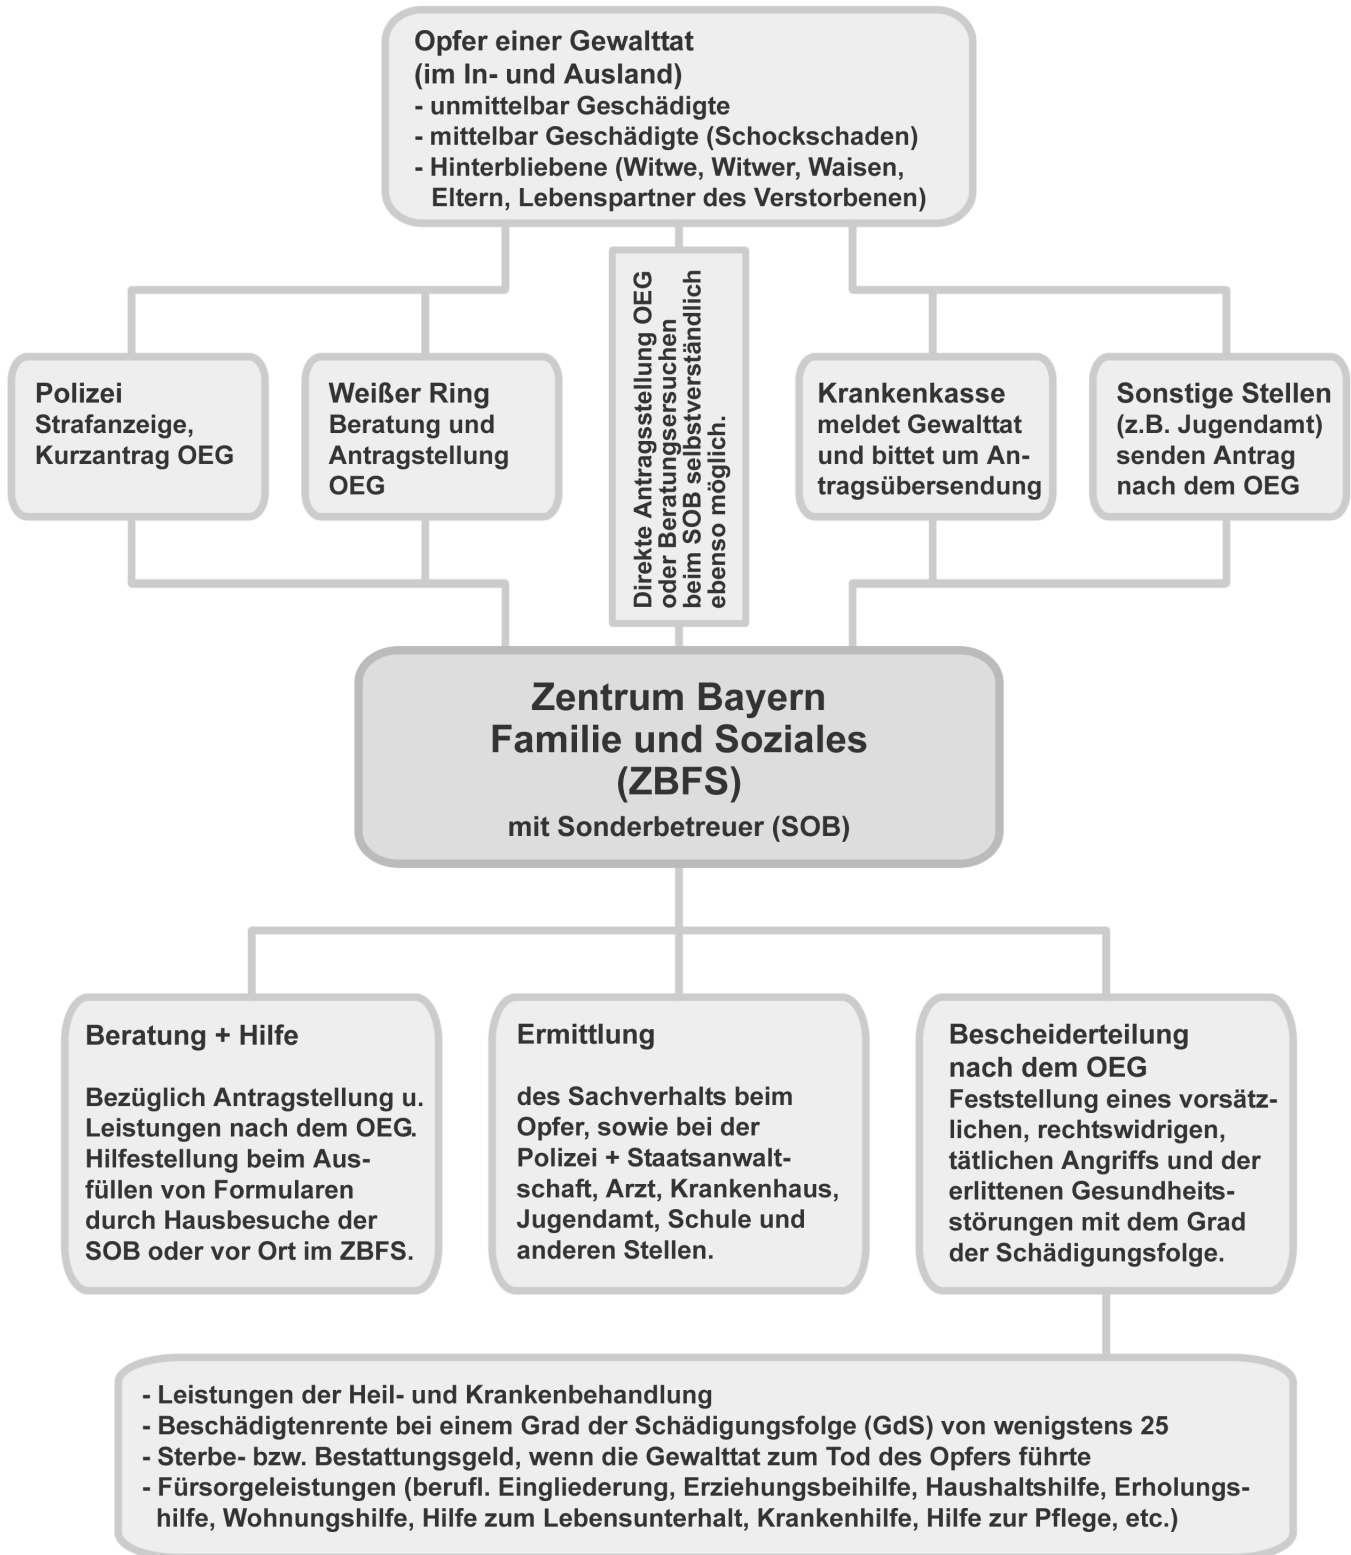 Opfer einer Gewalttat
(im In- und Ausland)
- unmittelbar Geschädigte
- mittelbar Geschädigte (Schockschaden)
- Hinterbliebene (Witwe, Witwer, Waisen,
Eltern, Lebenspartner des Verstorbenen)
Polizei
Strafanzeige,
Kurzantrag OEG
Weißer Ring
Beratung und
Antragstellung
OEG
Direkte Antragsstellung OEG
oder Beratungsersuchen
beim SOB selbstverständlich
ebenso möglich.
Krankenkasse
meldet Gewalttat
und bittet um An-
tragsübersendung
Sonstige Stellen
(z.B. Jugendamt)
senden Antrag
nach dem OEG
Zentrum Bayern
Familie und Soziales
(ZBFS)
mit Sonderbetreuer (SOB)
Beratung + Hilfe
Bezüglich Antragstellung u.
Leistungen nach dem OEG.
Hilfestellung beim Aus-
füllen von Formularen
durch Hausbesuche der
SOB oder vor Ort im ZBFS.
Ermittlung
des Sachverhalts beim
Opfer, sowie bei der
Polizei + Staatsanwalt-
schaft, Arzt, Krankenhaus,
Jugendamt, Schule und
anderen Stellen.
Bescheiderteilung
nach dem OEG
Feststellung eines vorsätz-
lichen, rechtswidrigen,
tätlichen Angriffs und der
erlittenen Gesundheits-
störungen mit dem Grad
der Schädigungsfolge.
- Leistungen der Heil- und Krankenbehandlung
- Beschädigtenrente bei einem Grad der Schädigungsfolge (GdS) von wenigstens 25
- Sterbe- bzw. Bestattungsgeld, wenn die Gewalttat zum Tod des Opfers führte
- Fürsorgeleistungen (berufl. Eingliederung, Erziehungsbeihilfe, Haushaltshilfe, Erholungs-
hilfe, Wohnungshilfe, Hilfe zum Lebensunterhalt, Krankenhilfe, Hilfe zur Pflege, etc.)